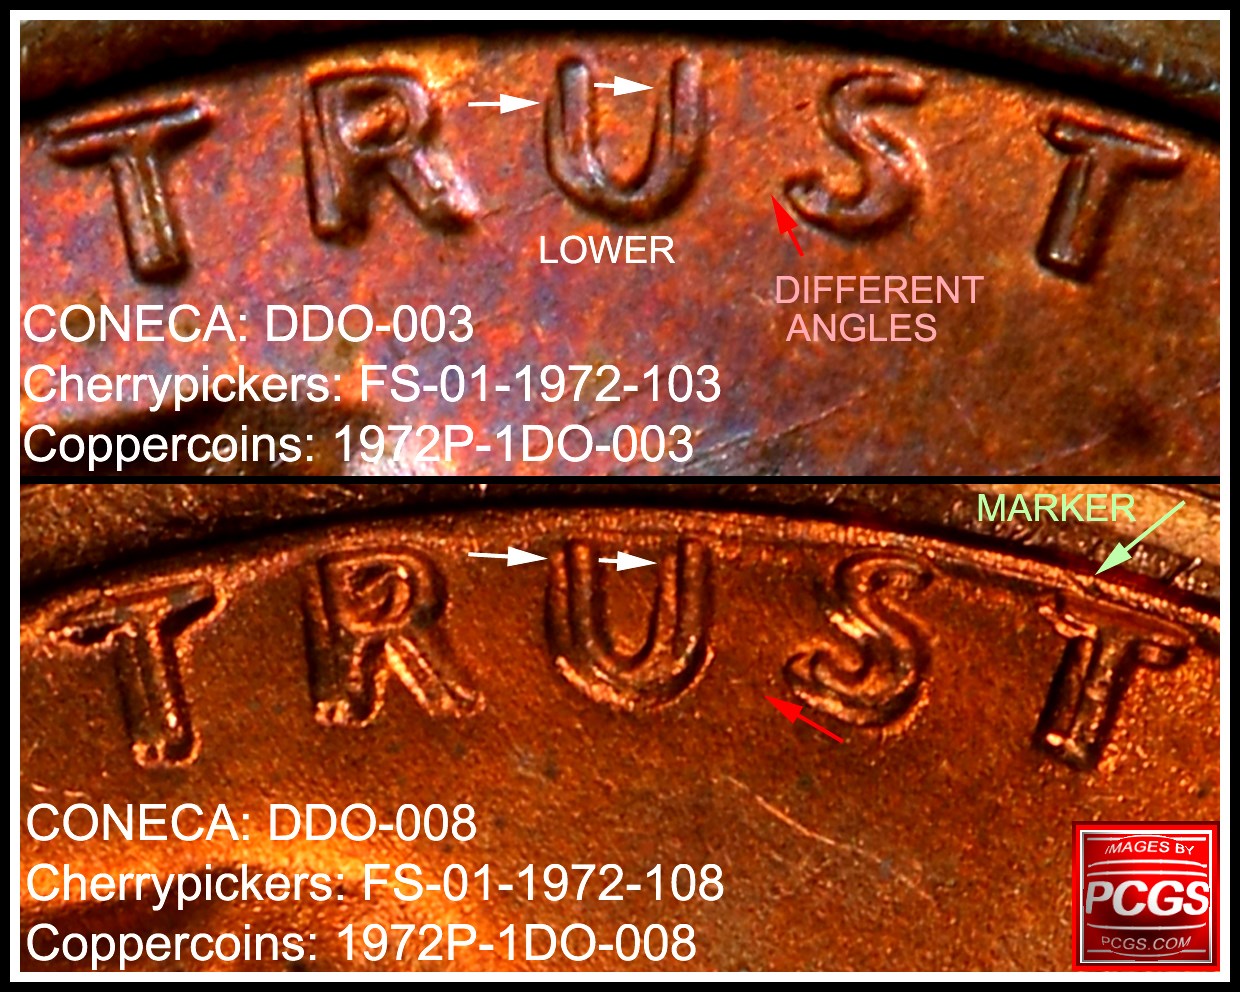 TRUST
LOWER
DIFFERENT
ANGLES
CONECA: DDO-003
Cherrypickers: FS-01-1972-103
Coppercoins: 1972P-1DO-003
MARKER
TRUST
CONECA: DDO-008
Cherrypickers: FS-01-1972-108
Coppercoins: 1972P-1DO-008
IMAGES BY
PCGS
PCGS.COM